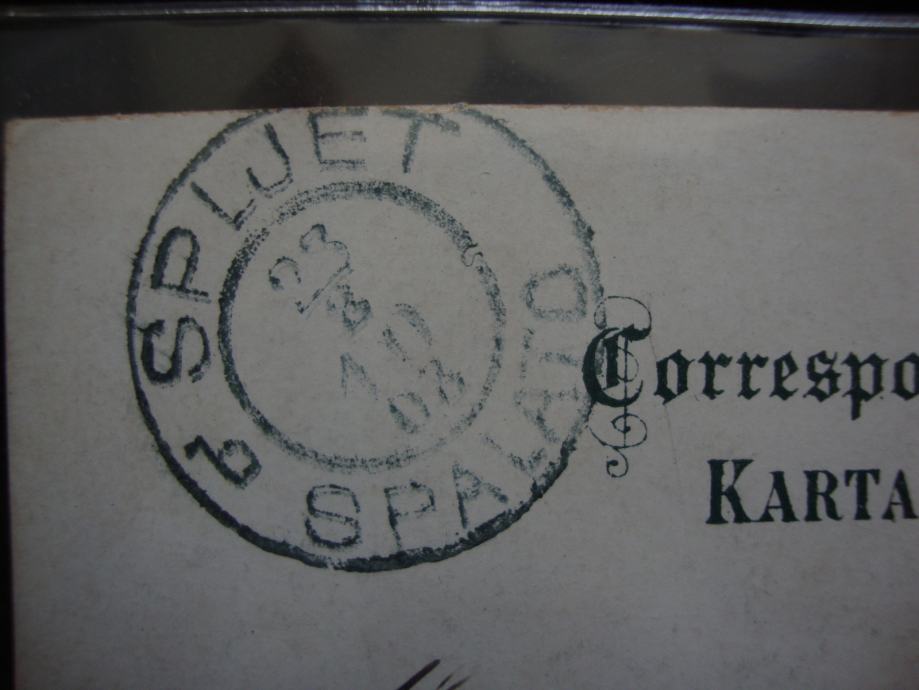 SPLJET
SPALATO
b
Correspo
KARTA